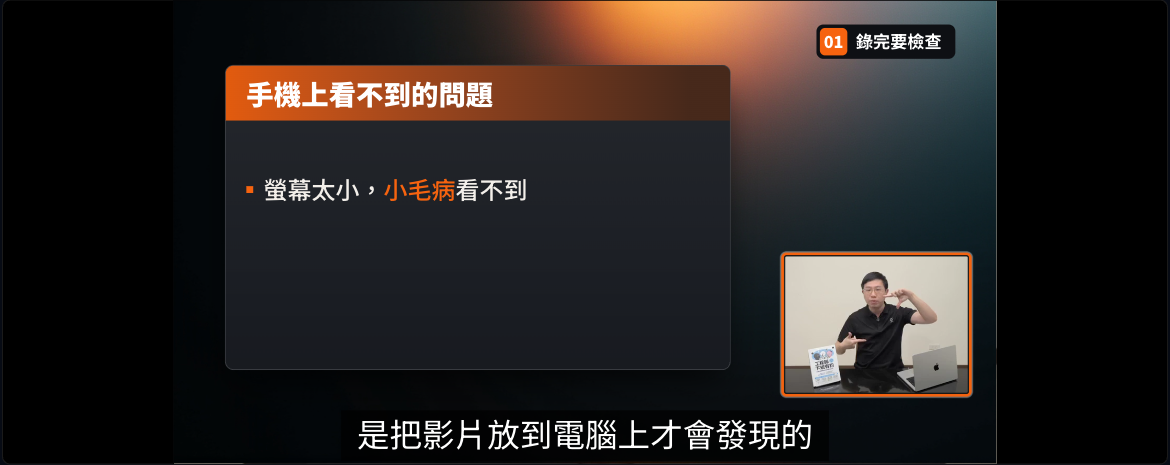 01 錄完要檢查
手機上看不到的問題
螢幕太小，小毛病看不到
是把影片放到電腦上才會發現的